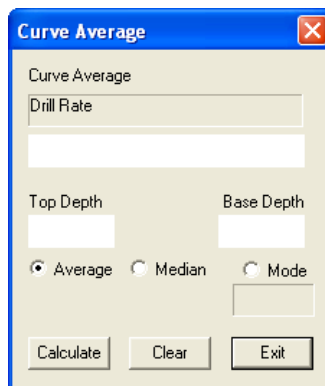 Curve Average
Curve Average
Drill Rate
Top Depth Base Depth
Average Median Mode
Calculate Clear Exit